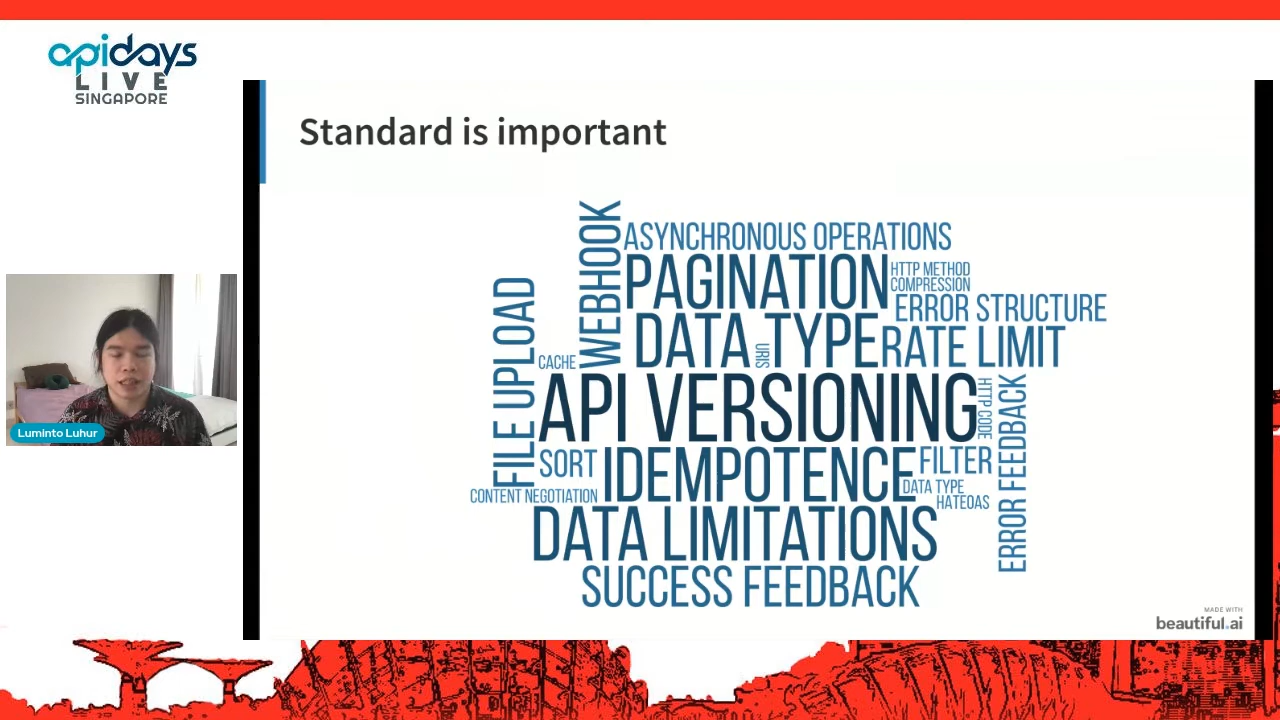 apidays
LIVE
SINGAPORE
Standard is important
WEBHOOK
ASYNCHRONOUS OPERATIONS
PAGINATION
HTTP METHOD
COMPRESSION
FILE UPLOAD
ERROR STRUCTURE
DATA TYPE
URIS
RATE LIMIT
CACHE
API VERSIONING
HTTP CODE
ERROR FEEDBACK
SORT
IDEMPOTENCE
FILTER
CONTENT NEGOTIATION
DATA TYPE
HATEOAS
DATA LIMITATIONS
SUCCESS FEEDBACK
Luminto Luhur
MADE WITH
beautiful.ai